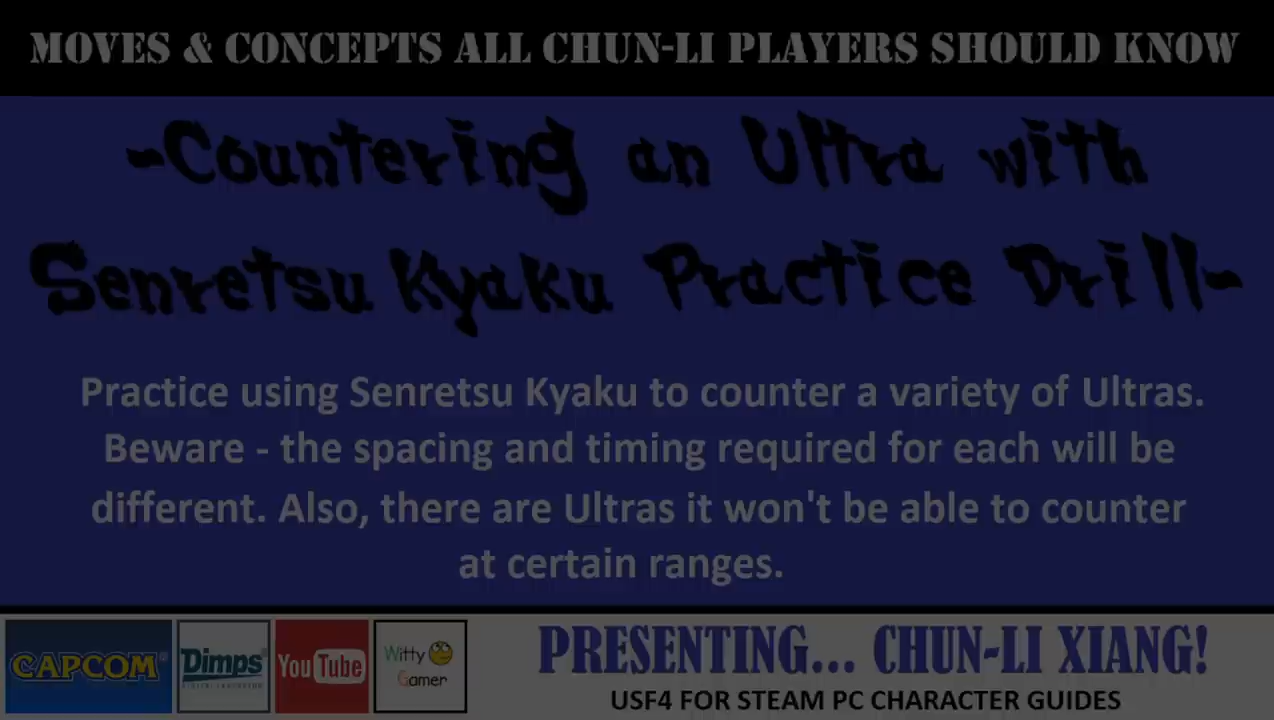 MOVES & CONCEPTS ALL CHUN-LI PLAYERS SHOULD KNOW
-Countering an Ultra with
Senretsu Kyaku Practice Drill-
Practice using Senretsu Kyaku to counter a variety of Ultras.
Beware - the spacing and timing required for each will be
different. Also, there are Ultras it won't be able to counter
at certain ranges.
CAPCOM®
Dimps®
YouTube
Witty
Gamer
PRESENTING... CHUN-LI XIANG!
USF4 FOR STEAM PC CHARACTER GUIDES